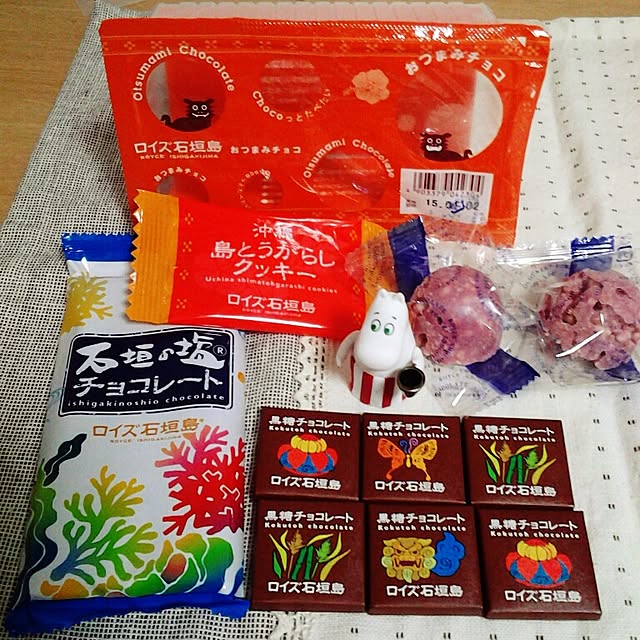 Otsumami Chocolate
Chocoっとたべたい
おつまみチョコ
ロイズ石垣島
ROYCE' ISHIGAKIJIMA
おつまみチョコ
Otsumami Chocolate
おつまみチョコ
15.05.02
沖縄
島とうがらし
クッキー
Uchina shimatohgarashi cookies
ロイズ石垣島
石垣の塩®
チョコレート
ishigakinoshio chocolate
ロイズ石垣島
ROYCE' ISHIGAKIJIMA
黒糖チョコレート
Kokutoh chocolate
ロイズ石垣島
黒糖チョコレート
Kokutoh chocolate
ロイズ石垣島
黒糖チョコレート
Kokutoh chocolate
ロイズ石垣島
黒糖チョコレート
Kokutoh chocolate
ロイズ石垣島
黒糖チョコレート
Kokutoh chocolate
ロイズ石垣島
黒糖チョコレート
Kokutoh chocolate
ロイズ石垣島